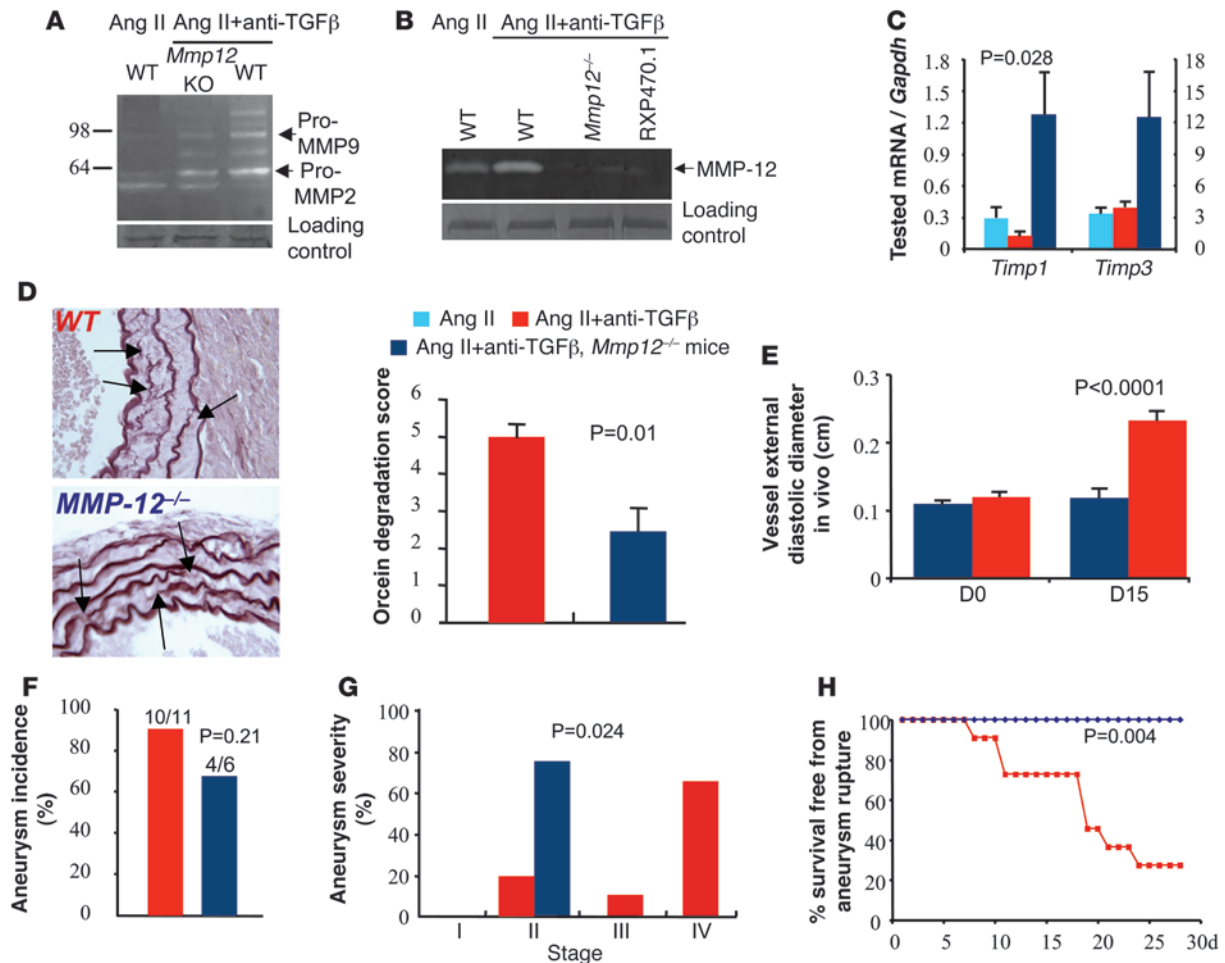 A
Ang II Ang II+anti-TGFβ
Mmp12
WT KO WT
98
64
Pro-
MMP9
Pro-
MMP2
Loading
control
B
Ang II Ang II+anti-TGFβ
WT
WT
Mmp12–/–
RXP470.1
MMP-12
Loading
control
C
P=0.028
Tested mRNA / Gapdh
1.8
1.5
1.2
0.9
0.6
0.3
0
18
15
12
9
6
3
0
Timp1 Timp3
D
WT
MMP-12–/–
Ang II Ang II+anti-TGFβ
Ang II+anti-TGFβ, Mmp12–/– mice
Orcein degradation score
6
5
4
3
2
1
0
P=0.01
E
Vessel external
diastolic diameter
in vivo (cm)
0.3
0.2
0.1
0
P<0.0001
D0 D15
F
Aneurysm incidence
(%)
100
80
60
40
20
0
10/11
P=0.21
4/6
G
Aneurysm severity
(%)
100
80
60
40
20
0
P=0.024
I II III IV
Stage
H
% survival free from
aneurysm rupture
100
80
60
40
20
0
P=0.004
0 5 10 15 20 25 30d